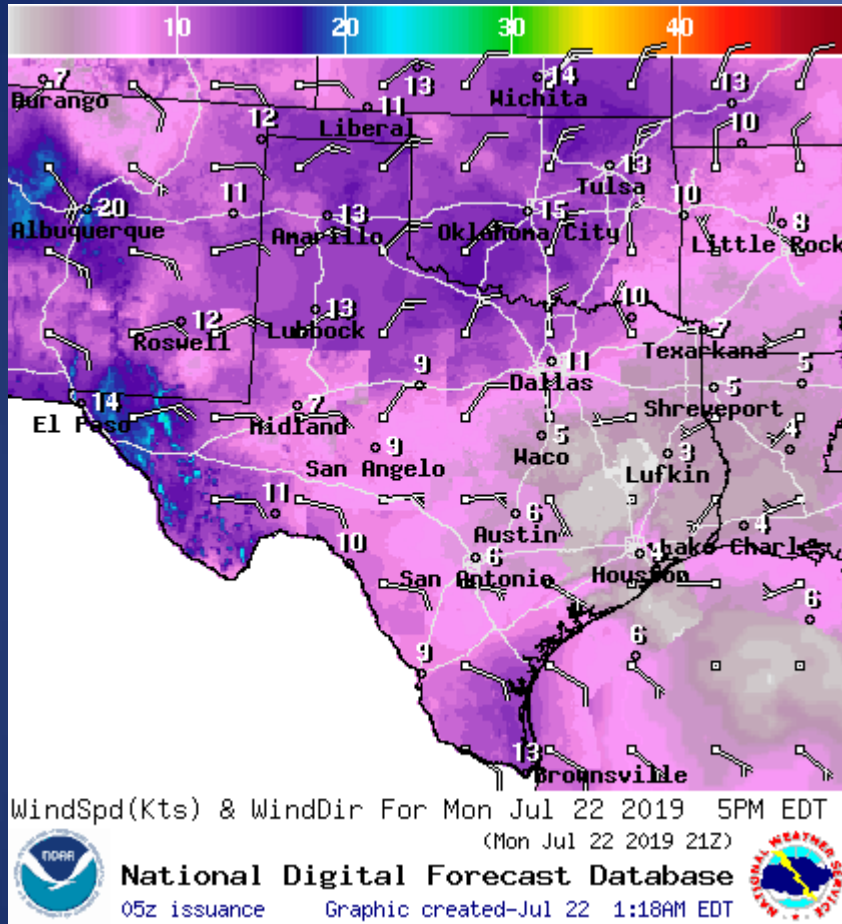 10 20 30 40
7 13 14 13
Durango Wichita
12 11 10
Liberal
13
Tulsa
20 11 13 15 10 8
Albuquerque Amarillo Oklahoma City Little Rock
12 13 10 7
Roswell Lubbock Texarkana
9 11 5
Dallas
14 7 5
El Paso Midland Shreveport
9 5 3 4
San Angelo Waco Lufkin
11 6 4
Austin Lake Charles
10 6
San Antonio Houston
9 6 6
13
Brownsville
WindSpd(Kts) & WindDir For Mon Jul 22 2019 5PM EDT
(Mon Jul 22 2019 21Z)
NOAA
NATIONAL WEATHER SERVICE
National Digital Forecast Database
05z issuance Graphic created-Jul 22 1:18AM EDT